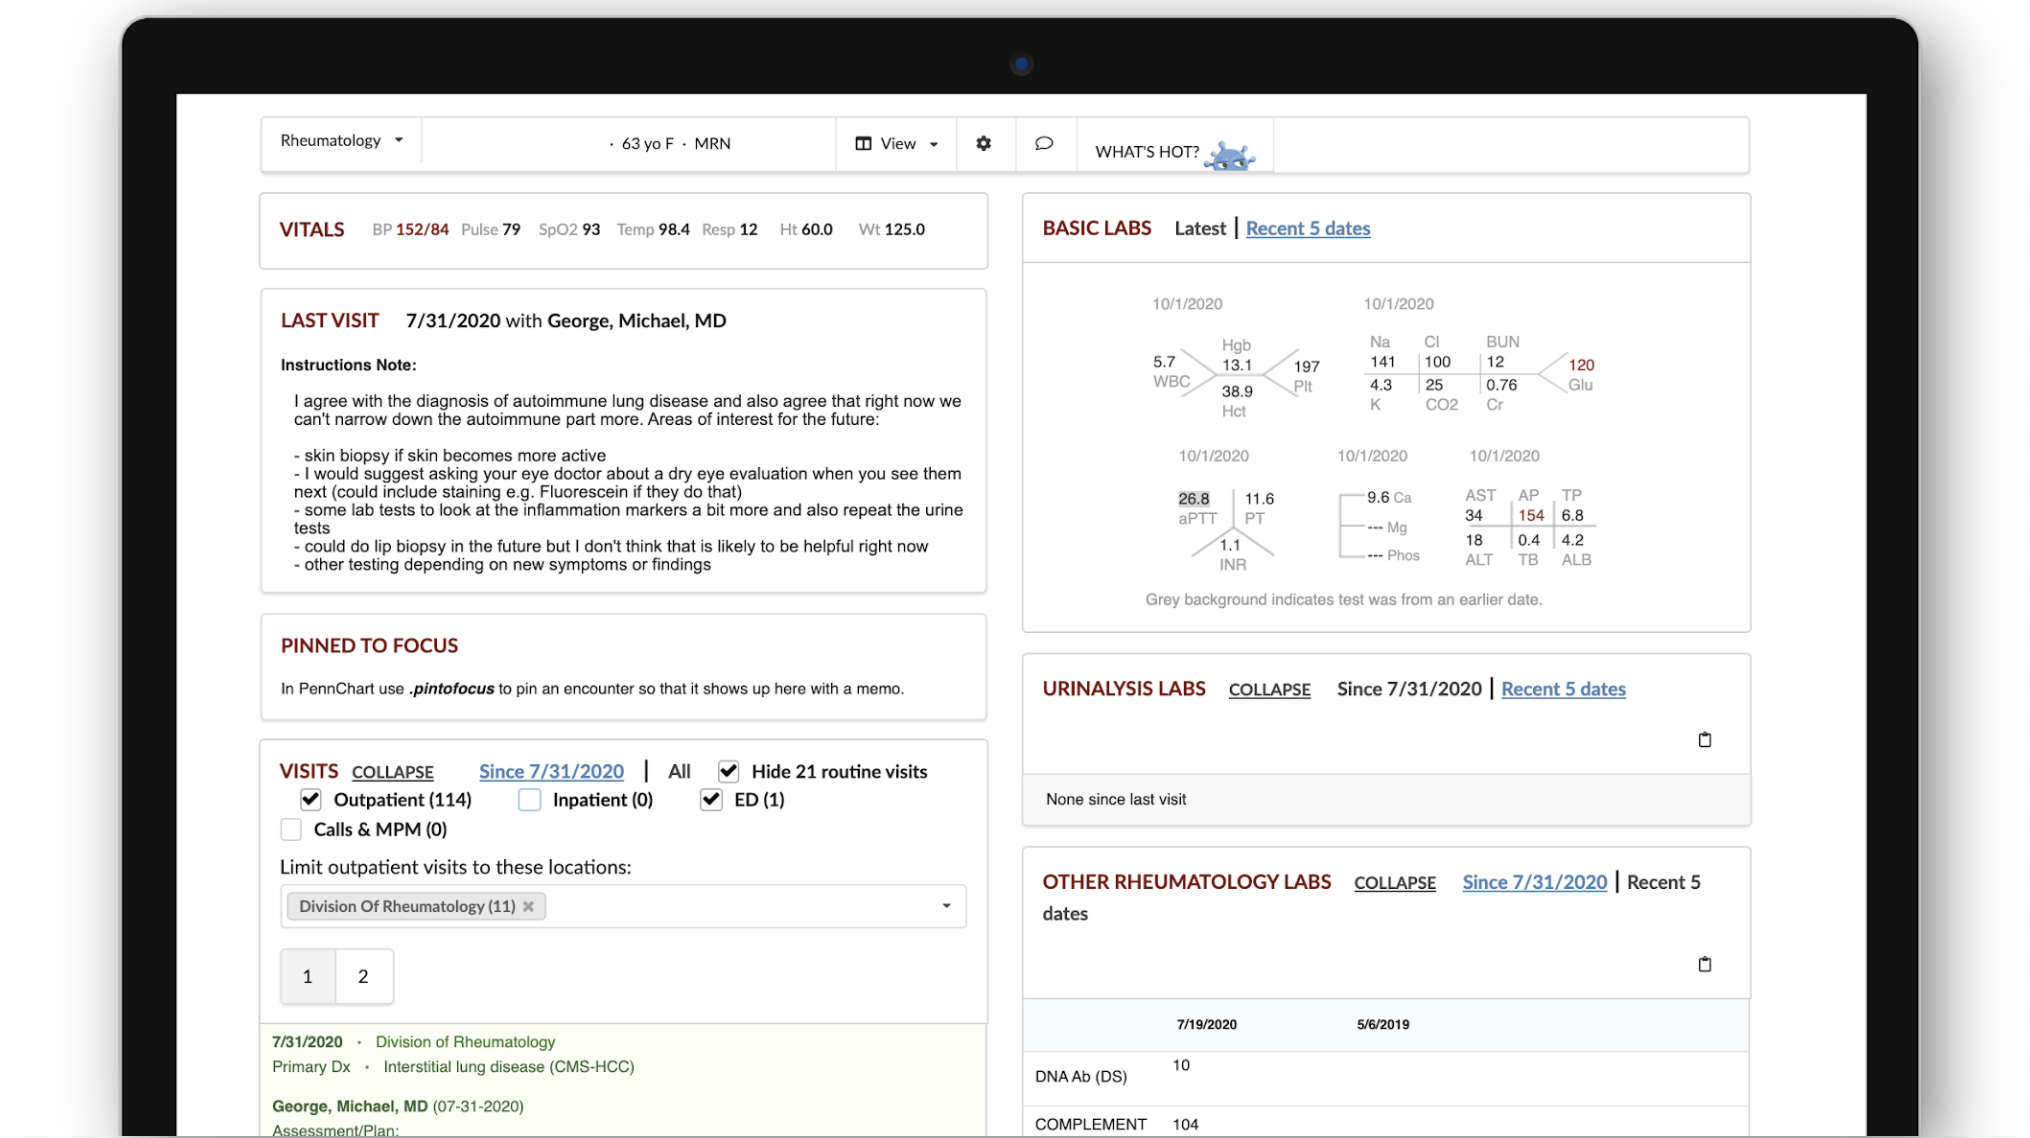 Rheumatology
· 63 yo F · MRN
View
WHAT'S HOT?
VITALS BP 152/84 Pulse 79 SpO2 93 Temp 98.4 Resp 12 Ht 60.0 Wt 125.0
LAST VISIT 7/31/2020 with George, Michael, MD
Instructions Note:
I agree with the diagnosis of autoimmune lung disease and also agree that right now we
can't narrow down the autoimmune part more. Areas of interest for the future:
- skin biopsy if skin becomes more active
- I would suggest asking your eye doctor about a dry eye evaluation when you see them
next (could include staining e.g. Fluorescein if they do that)
- some lab tests to look at the inflammation markers a bit more and also repeat the urine
tests
- could do lip biopsy in the future but I don't think that is likely to be helpful right now
- other testing depending on new symptoms or findings
PINNED TO FOCUS
In PennChart use .pintofocus to pin an encounter so that it shows up here with a memo.
VISITS COLLAPSE Since 7/31/2020 | All Hide 21 routine visits
Outpatient (114) Inpatient (0) ED (1)
Calls & MPM (0)
Limit outpatient visits to these locations:
Division Of Rheumatology (11)
1 2
7/31/2020 · Division of Rheumatology
Primary Dx · Interstitial lung disease (CMS-HCC)
George, Michael, MD (07-31-2020)
Assessment/Plan:
BASIC LABS Latest | Recent 5 dates
10/1/2020 10/1/2020
Hgb Na Cl BUN
5.7 13.1 197 141 100 12 120
WBC 38.9 Plt 4.3 25 0.76 Glu
Hct K CO2 Cr
10/1/2020 10/1/2020 10/1/2020
26.8 11.6 9.6 Ca AST AP TP
aPTT PT --- Mg 34 154 6.8
1.1 --- Phos 18 0.4 4.2
INR ALT TB ALB
Grey background indicates test was from an earlier date.
URINALYSIS LABS COLLAPSE Since 7/31/2020 | Recent 5 dates
None since last visit
OTHER RHEUMATOLOGY LABS COLLAPSE Since 7/31/2020 | Recent 5
dates
7/19/2020 5/6/2019
DNA Ab (DS) 10
COMPLEMENT 104